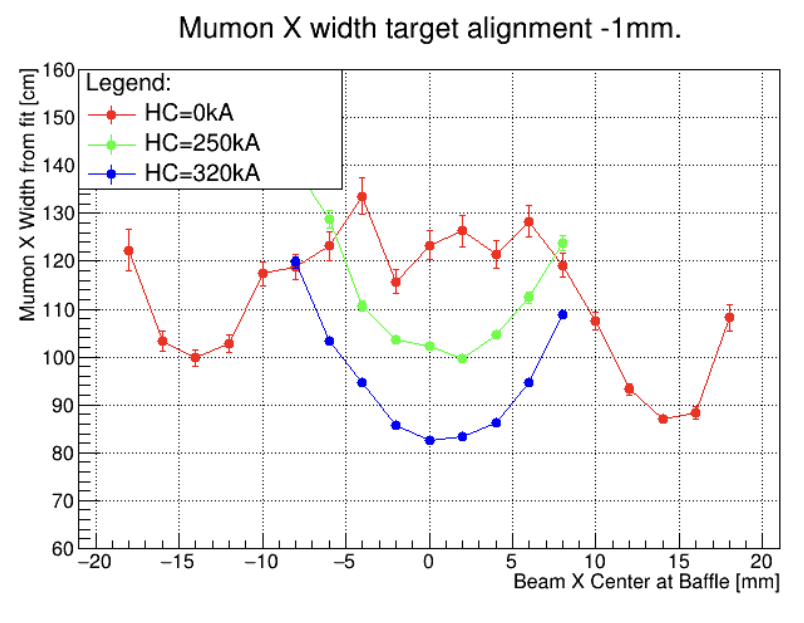 Mumon X width target alignment -1mm.
Mumon X Width from fit [cm]
160
150
140
130
120
110
100
90
80
70
60
Legend:
HC=0kA
HC=250kA
HC=320kA
−20 −15 −10 −5 0 5 10 15 20
Beam X Center at Baffle [mm]